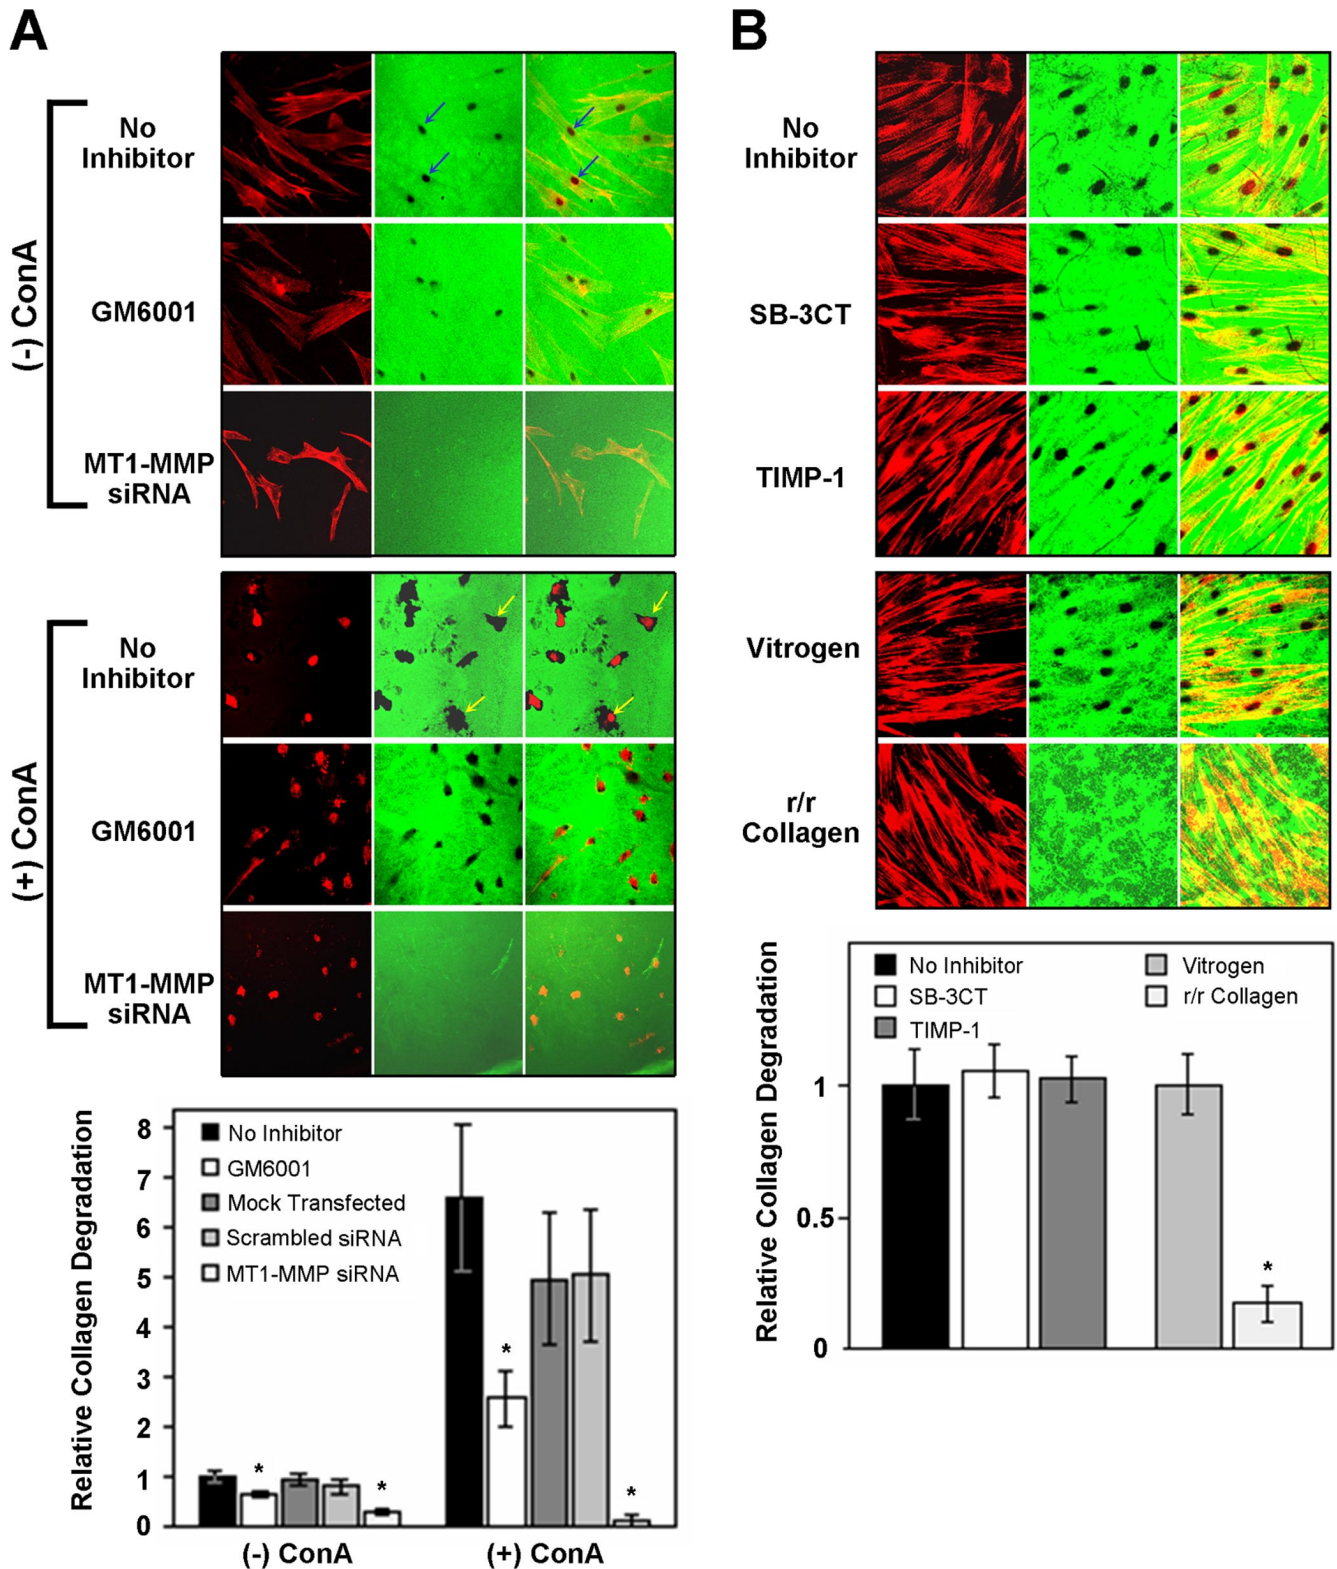 A
(-) ConA
No
Inhibitor
GM6001
MT1-MMP
siRNA
(+) ConA
No
Inhibitor
GM6001
MT1-MMP
siRNA
Relative Collagen Degradation
8
7
6
5
4
3
2
1
0
No Inhibitor
GM6001
Mock Transfected
Scrambled siRNA
MT1-MMP siRNA
*
*
*
*
(-) ConA
(+) ConA
B
No
Inhibitor
SB-3CT
TIMP-1
Vitrogen
r/r
Collagen
Relative Collagen Degradation
1
0.5
0
No Inhibitor
SB-3CT
TIMP-1
Vitrogen
r/r Collagen
*